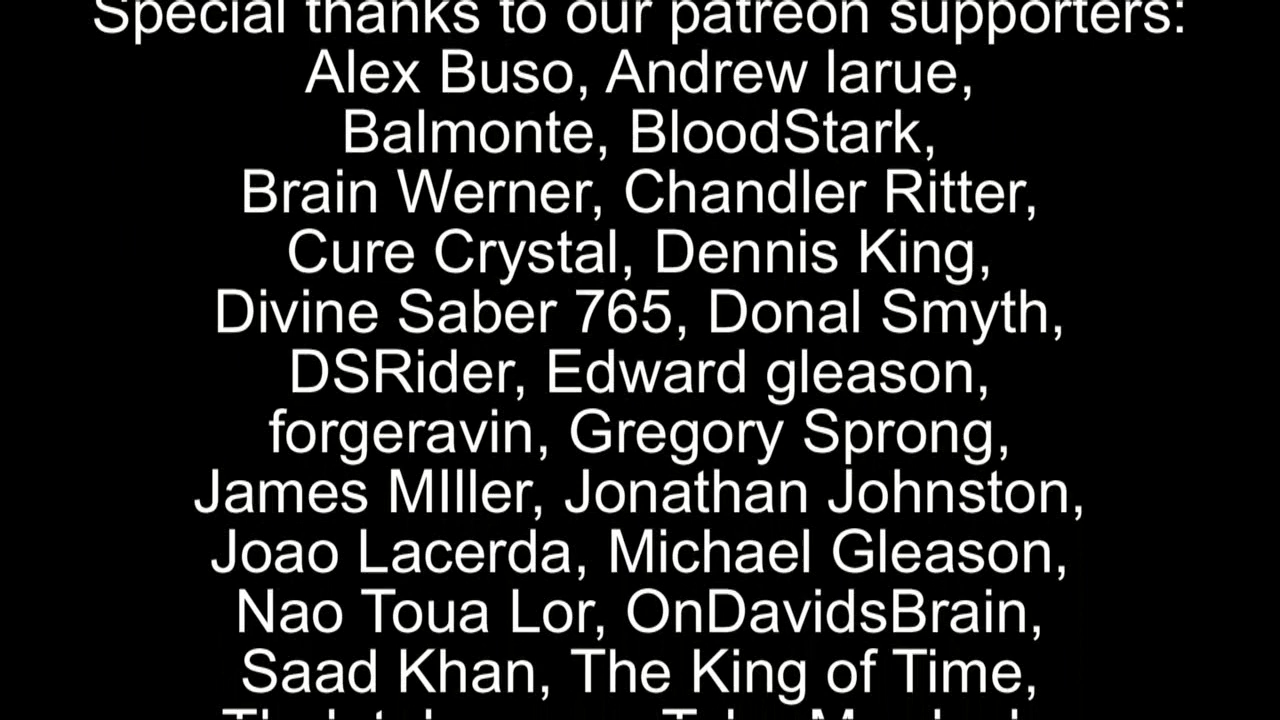 Special thanks to our patreon supporters:
Alex Buso, Andrew larue,
Balmonte, BloodStark,
Brain Werner, Chandler Ritter,
Cure Crystal, Dennis King,
Divine Saber 765, Donal Smyth,
DSRider, Edward gleason,
forgeravin, Gregory Sprong,
James MIller, Jonathan Johnston,
Joao Lacerda, Michael Gleason,
Nao Toua Lor, OnDavidsBrain,
Saad Khan, The King of Time,